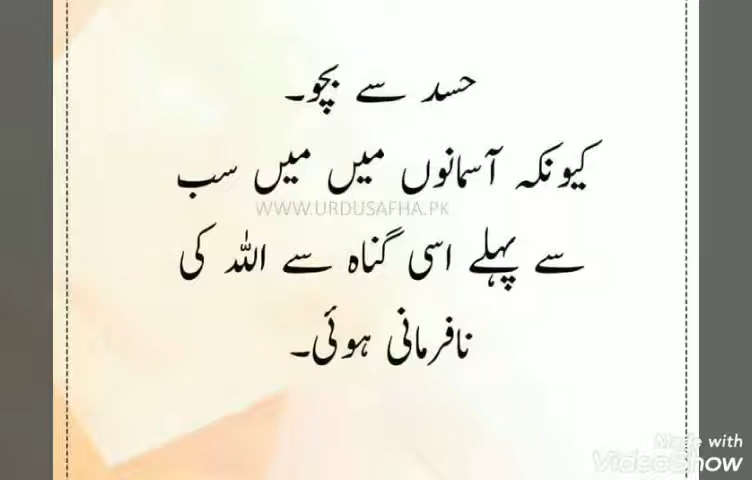 حسد سے بچو۔
کیونکہ آسمانوں میں میں سب
WWW.URDUSAFHA.PK
سے پہلے اسی گناہ سے اللہ کی
نافرمانی ہوئی۔
Made with
VideoShow